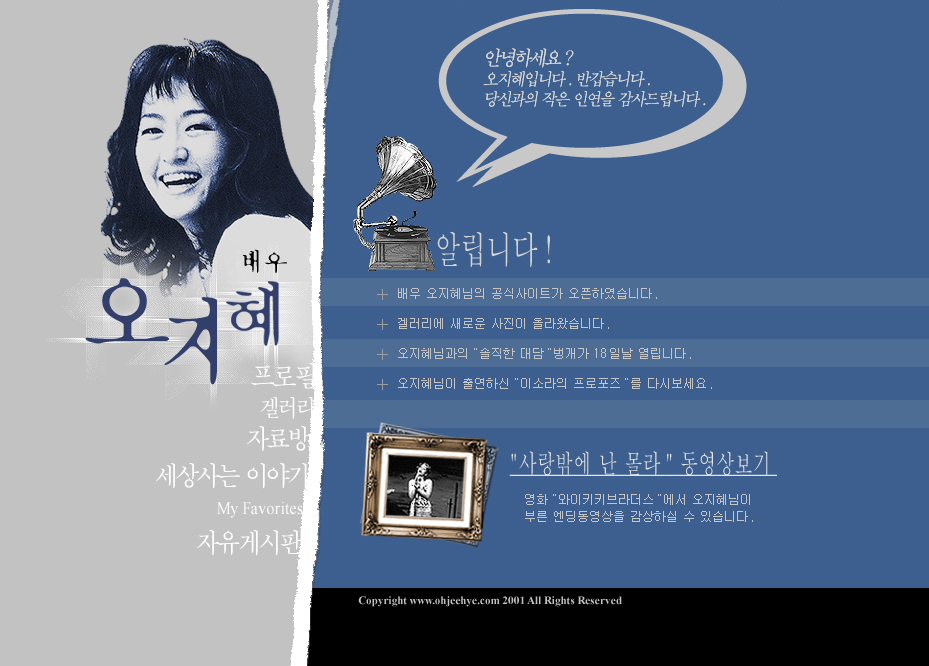 안녕하세요?
오지혜입니다. 반갑습니다.
당신과의 작은 인연을 감사드립니다.
알립니다!
배우
오지혜
+ 배우 오지혜님의 공식사이트가 오픈하였습니다.
+ 겔러리에 새로운 사진이 올라왔습니다.
+ 오지혜님과의 "솔직한 대담"벙개가 18일날 열립니다.
+ 오지혜님이 출연하신 "이소라의 프로포즈"를 다시보세요.
프로필
겔러리
자료방
세상사는 이야기
My Favorites
자유게시판
"사랑밖에 난 몰라" 동영상보기
영화 "와이키키브라더스"에서 오지혜님이
부른 엔딩동영상을 감상하실 수 있습니다.
Copyright www.ohjeehye.com 2001 All Rights Reserved